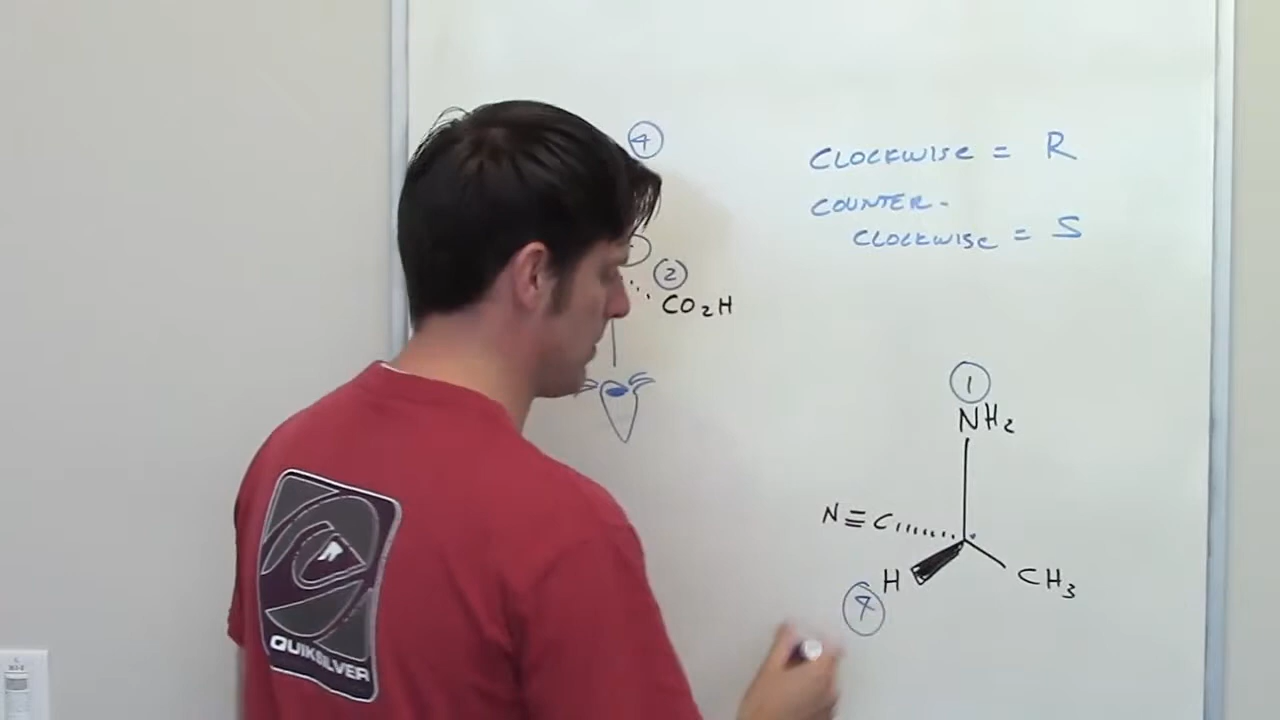 4
CLOCKWISE = R
COUNTER-
CLOCKWISE = S
2
CO2H
1
NH2
N≡C
H
CH3
4
QUIKSILVER